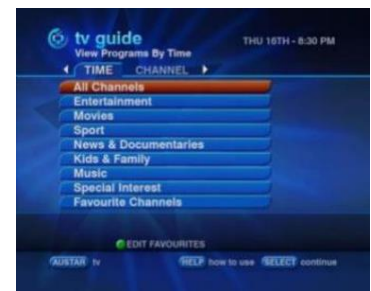 tv guide
THU 16TH - 8:30 PM
View Programs By Time
TIME CHANNEL
All Channels
Entertainment
Movies
Sport
News & Documentaries
Kids & Family
Music
Special Interest
Favourite Channels
EDIT FAVOURITES
AUSTAR tv HELP how to use SELECT continue